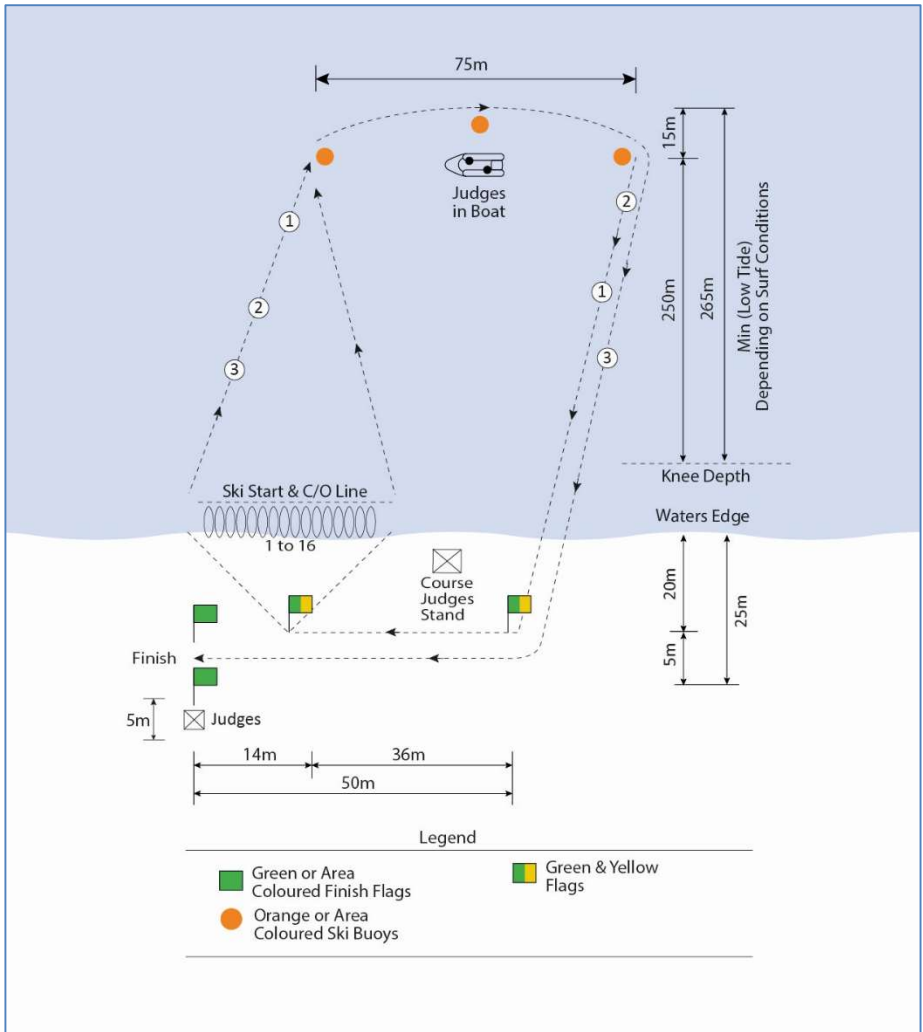 75m
15m
Judges
in Boat
1
2
2
1
3
3
250m
265m
Min (Low Tide)
Depending on Surf Conditions
Knee Depth
Ski Start & C/O Line
1 to 16
Waters Edge
Course
Judges
Stand
20m
25m
5m
Finish
5m
Judges
14m
36m
50m
Legend
Green or Area
Coloured Finish Flags
Green & Yellow
Flags
Orange or Area
Coloured Ski Buoys